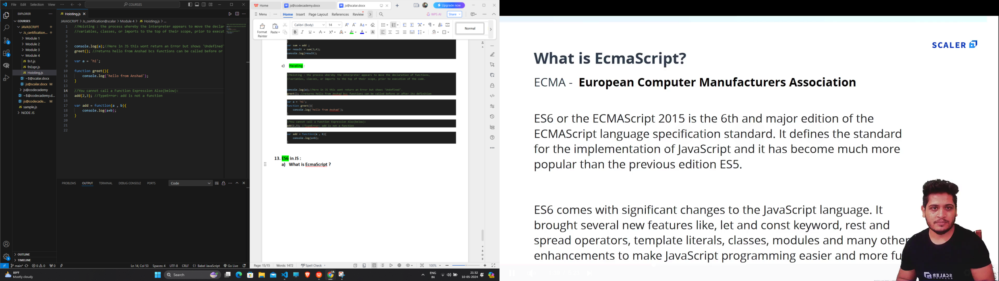 File Edit Selection View ··· COURSES
EXPLORER
COURSES
JAVASCRIPT
Js_certification...
Module 1
Module 2
Module 3
Module 4
JS fn1.js
JS fnExpr.js
JS Hoisting.js
~$@scalar.docx
js@scalar.docx M
js@codecademy
~$@codecademy.d...
js@codecade... M
JS sample.js
NODE JS
OUTLINE
TIMELINE
JS Hoisting.js
JAVASCRIPT > Js_certification@scalar > Module 4 > JS Hoisting.js > ...
1 //Hoisting : the process whereby the interpreter appears to move the declar
2 //variables, classes, or imports to the top of their scope, prior to execut
3
4
5 console.log(a);//Here in JS this wont return an Error but shows 'Undefined'
6 greet(); //returns hello from Anshad bcs functions can be called before or
7
8 var a = 'hi';
9
10 function greet(){
11 console.log('hello from Anshad');
12 }
13
14 //You cannot call a Function Expression Also(below):
15 add(2,3); //TypeError: add is not a function
16
17 var add = function(a , b){
18 console.log(a+b);
19 }
20
21
22
PROBLEMS OUTPUT TERMINAL DEBUG CONSOLE PORTS Code
main* 0 0 0 Ln 14, Col 53 Spaces: 4 UTF-8 CRLF Babel JavaScript Go Live
Home js@codecademy.docx js@scalar.docx Upgrade now
Menu ··· Home Insert Page Layout References Review WPS AI Share
Format Painter Paste Calibri (Body) 14 Normal
var sum = add ;
var result = sum(3,4);
console.log(result);
c) Hoisting :
//Hoisting : the process whereby the interpreter appears to move the declaration of functions,
//variables, classes, or imports to the top of their scope, prior to execution of the code.
console.log(a);//Here in JS this wont return an Error but shows 'Undefined'.
greet(); //returns hello from Anshad bcs functions can be called before or after its definition
var a = 'hi';
function greet(){
console.log('hello from Anshad');
//You cannot call a Function Expression Also(below):
add(2,3); //TypeError: add is not a function
var add = function(a , b){
console.log(a+b);
13. ES6 in JS :
a) What is EcmaScript ?
Page: 15/15 Words: 1472 Spell Check 100%
89°F
Mostly cloudy
Search
ENG
IN
21:32
10-05-2024
SCALER
What is EcmaScript?
ECMA - European Computer Manufacturers Association
ES6 or the ECMAScript 2015 is the 6th and major edition of the
ECMAScript language specification standard. It defines the standard
for the implementation of JavaScript and it has become much more
popular than the previous edition ES5.
ES6 comes with significant changes to the JavaScript language. It
brought several new features like, let and const keyword, rest and
spread operators, template literals, classes, modules and many other
enhancements to make JavaScript programming easier and more fu